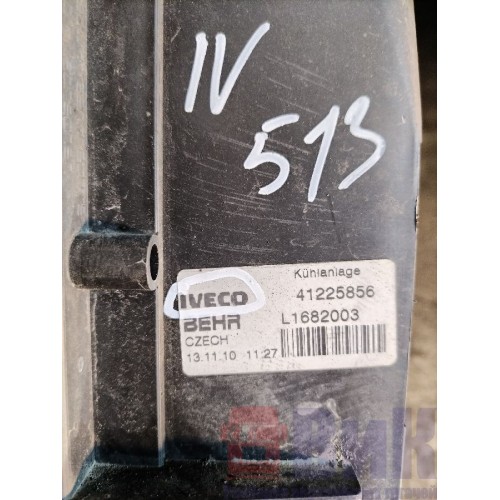 IV
513
Kühlanlage
IVECO 41225856
BEHR L1682003
CZECH
13.11.10 11:27